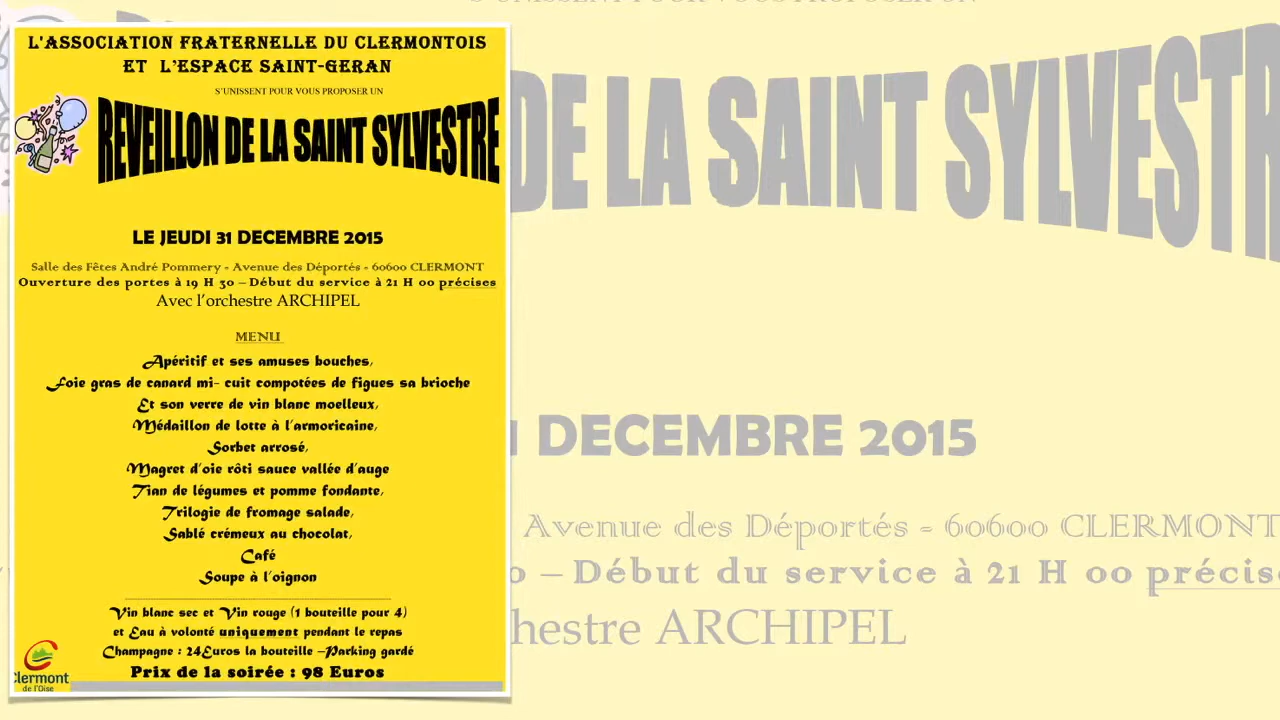 L'ASSOCIATION FRATERNELLE DU CLERMONTOIS
ET L'ESPACE SAINT-GERAN
S'UNISSENT POUR VOUS PROPOSER UN
REVEILLON DE LA SAINT SYLVESTRE
LE JEUDI 31 DECEMBRE 2015
Salle des Fêtes André Pommery - Avenue des Déportés - 60600 CLERMONT
Ouverture des portes à 19 H 30 – Début du service à 21 H 00 précises
Avec l'orchestre ARCHIPEL
MENU
Apéritif et ses amuses bouches,
Foie gras de canard mi- cuit compotées de figues sa brioche
Et son verre de vin blanc moelleux,
Médaillon de lotte à l'armoricaine,
Sorbet arrosé,
Magret d'oie rôti sauce vallée d'auge
Tian de légumes et pomme fondante,
Trilogie de fromage salade,
Sablé crémeux au chocolat,
Café
Soupe à l'oignon
Vin blanc sec et Vin rouge (1 bouteille pour 4)
et Eau à volonté uniquement pendant le repas
Champagne : 24Euros la bouteille –Parking gardé
Prix de la soirée : 98 Euros
Clermont
de l'Oise
DE LA SAINT SYLVESTR
DECEMBRE 2015
Avenue des Déportés - 60600 CLERMONT
– Début du service à 21 H 00 précise
hestre ARCHIPEL